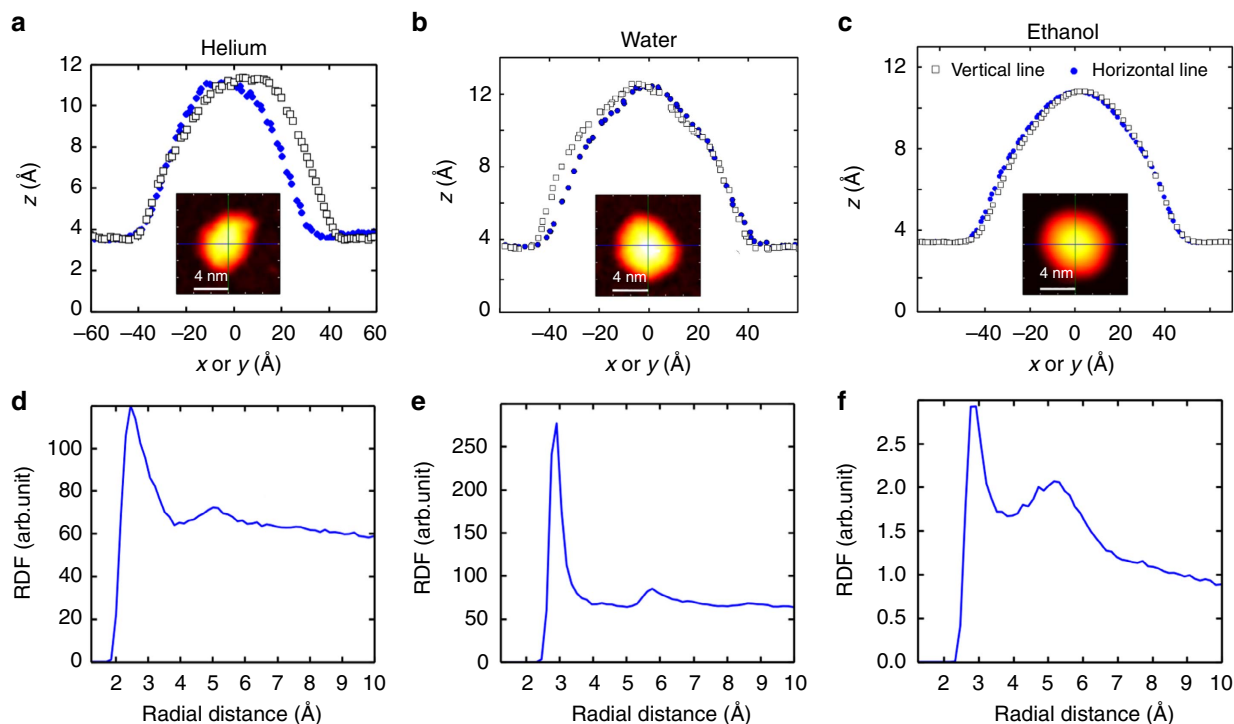 a
Helium
12
10
8
6
4
2
0
z (Å)
–60 –40 –20 0 20 40 60
x or y (Å)
4 nm
b
Water
12
8
4
0
z (Å)
–40 –20 0 20 40
x or y (Å)
4 nm
c
Ethanol
□ Vertical line ● Horizontal line
12
8
4
0
z (Å)
–40 –20 0 20 40
x or y (Å)
4 nm
d
100
80
60
40
20
0
RDF (arb.unit)
2 3 4 5 6 7 8 9 10
Radial distance (Å)
e
250
200
150
100
50
0
RDF (arb.unit)
2 3 4 5 6 7 8 9 10
Radial distance (Å)
f
2.5
2.0
1.5
1.0
0.5
0.0
RDF (arb.unit)
2 3 4 5 6 7 8 9 10
Radial distance (Å)